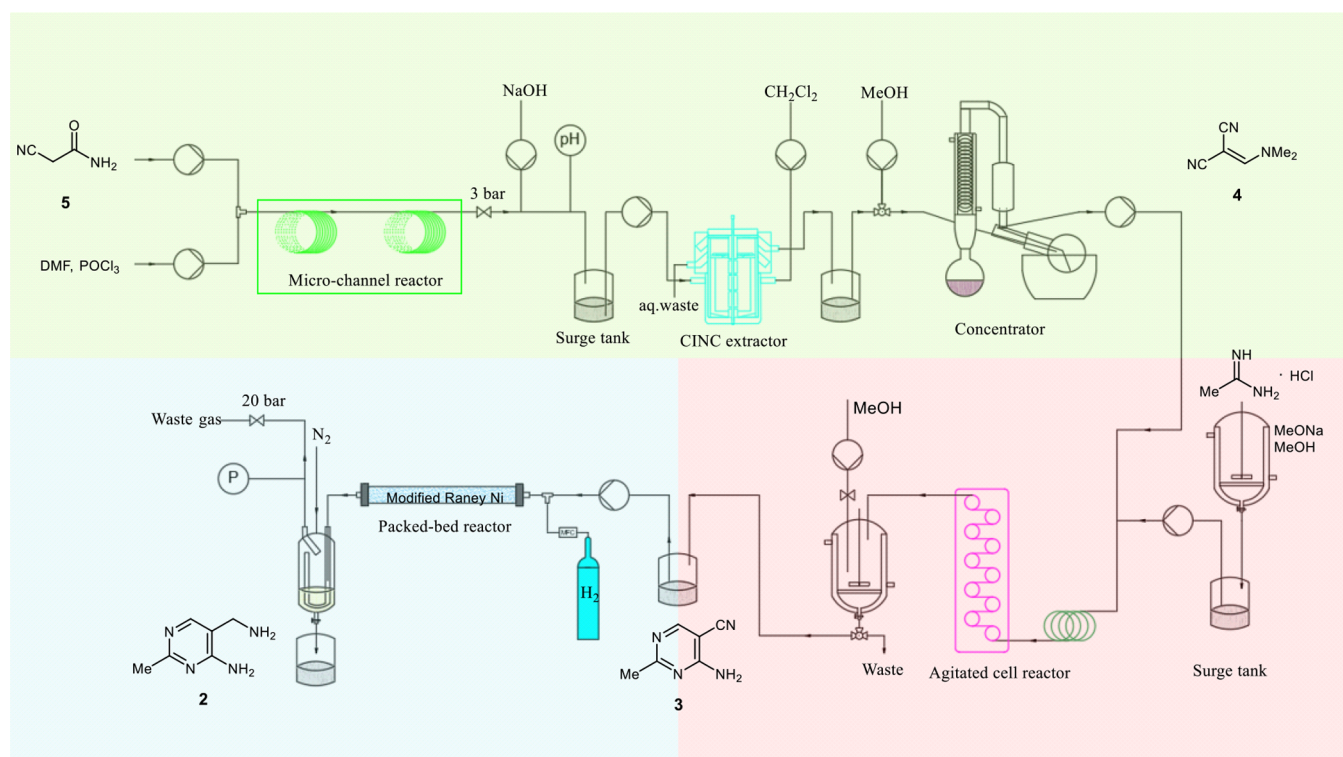 NaOH
CH₂Cl₂
MeOH
pH
O
NC
NH₂
5
CN
NC
NMe₂
4
3 bar
DMF, POCl₃
Micro-channel reactor
aq.waste
Surge tank
CINC extractor
Concentrator
NH
Me
NH₂
· HCl
MeONa
MeOH
20 bar
Waste gas
N₂
P
Modified Raney Ni
Packed-bed reactor
MFC
H₂
MeOH
Waste
Agitated cell reactor
Surge tank
N
NH₂
Me
N
NH₂
2
N
CN
Me
N
NH₂
3